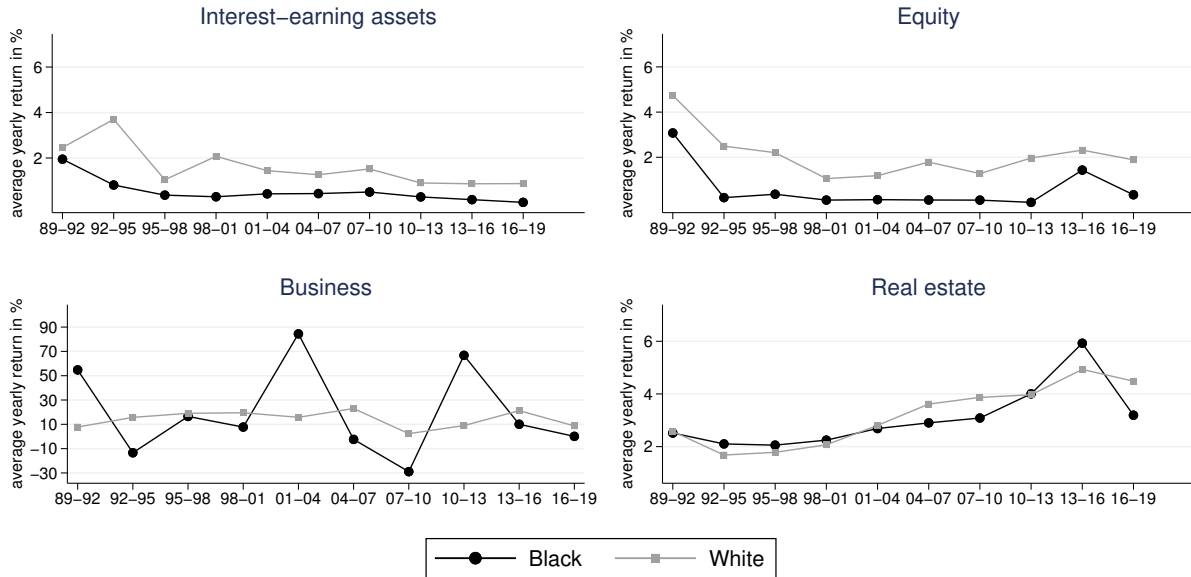 Interest–earning assets
average yearly return in %
6
4
2
89–92 92–95 95–98 98–01 01–04 04–07 07–10 10–13 13–16 16–19
Equity
average yearly return in %
6
4
2
89–92 92–95 95–98 98–01 01–04 04–07 07–10 10–13 13–16 16–19
Business
average yearly return in %
90
70
50
30
10
−10
−30
89–92 92–95 95–98 98–01 01–04 04–07 07–10 10–13 13–16 16–19
Real estate
average yearly return in %
6
4
2
89–92 92–95 95–98 98–01 01–04 04–07 07–10 10–13 13–16 16–19
Black White